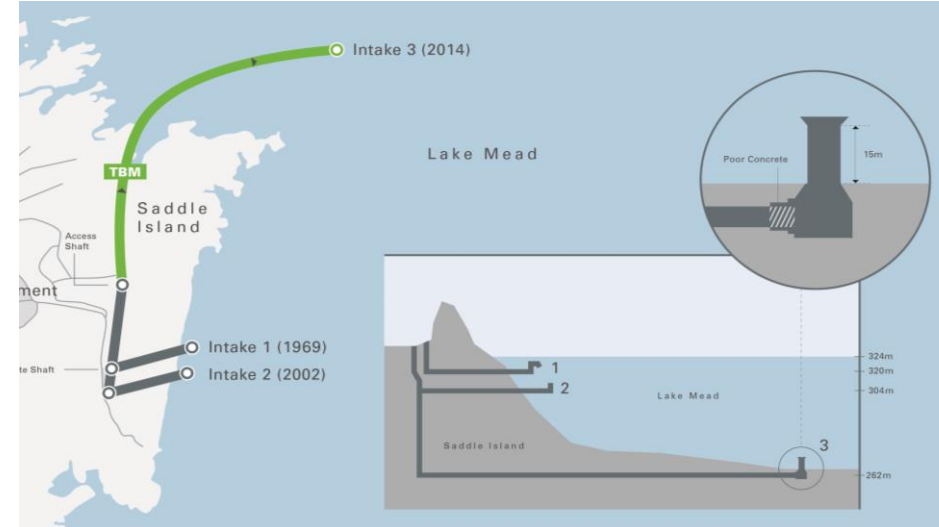 Intake 3 (2014)
TBM
Saddle
Island
Access
Shaft
ment
Intake 1 (1969)
te Shaft
Intake 2 (2002)
Lake Mead
Poor Concrete
15m
324m
1
320m
2
304m
Lake Mead
Saddle Island
3
262m